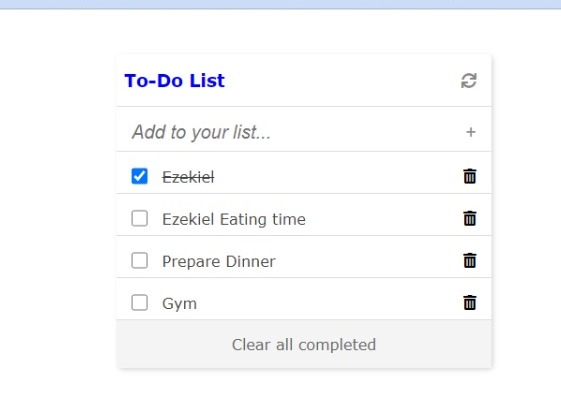 To-Do List
Add to your list...
Ezekiel
Ezekiel Eating time
Prepare Dinner
Gym
Clear all completed